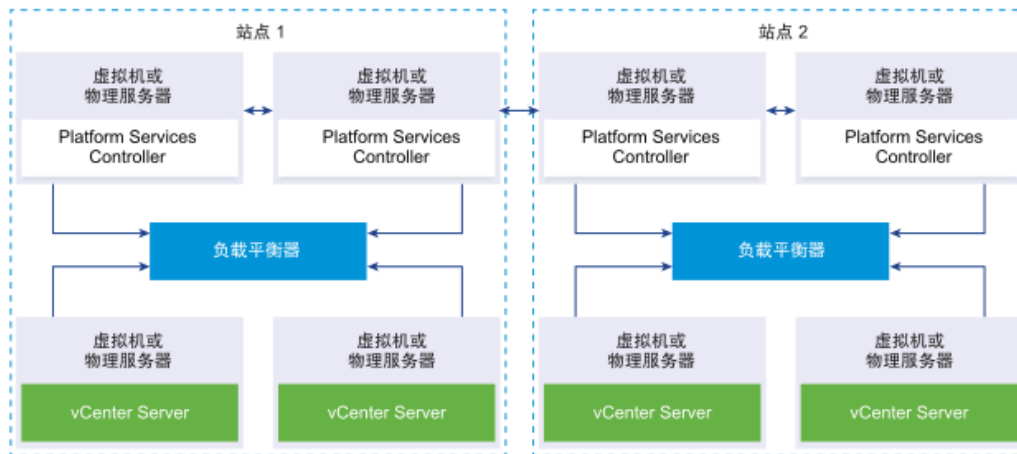 站点 1
站点 2
虚拟机或
物理服务器
Platform Services
Controller
虚拟机或
物理服务器
Platform Services
Controller
虚拟机或
物理服务器
Platform Services
Controller
虚拟机或
物理服务器
Platform Services
Controller
负载平衡器
负载平衡器
虚拟机或
物理服务器
vCenter Server
虚拟机或
物理服务器
vCenter Server
虚拟机或
物理服务器
vCenter Server
虚拟机或
物理服务器
vCenter Server